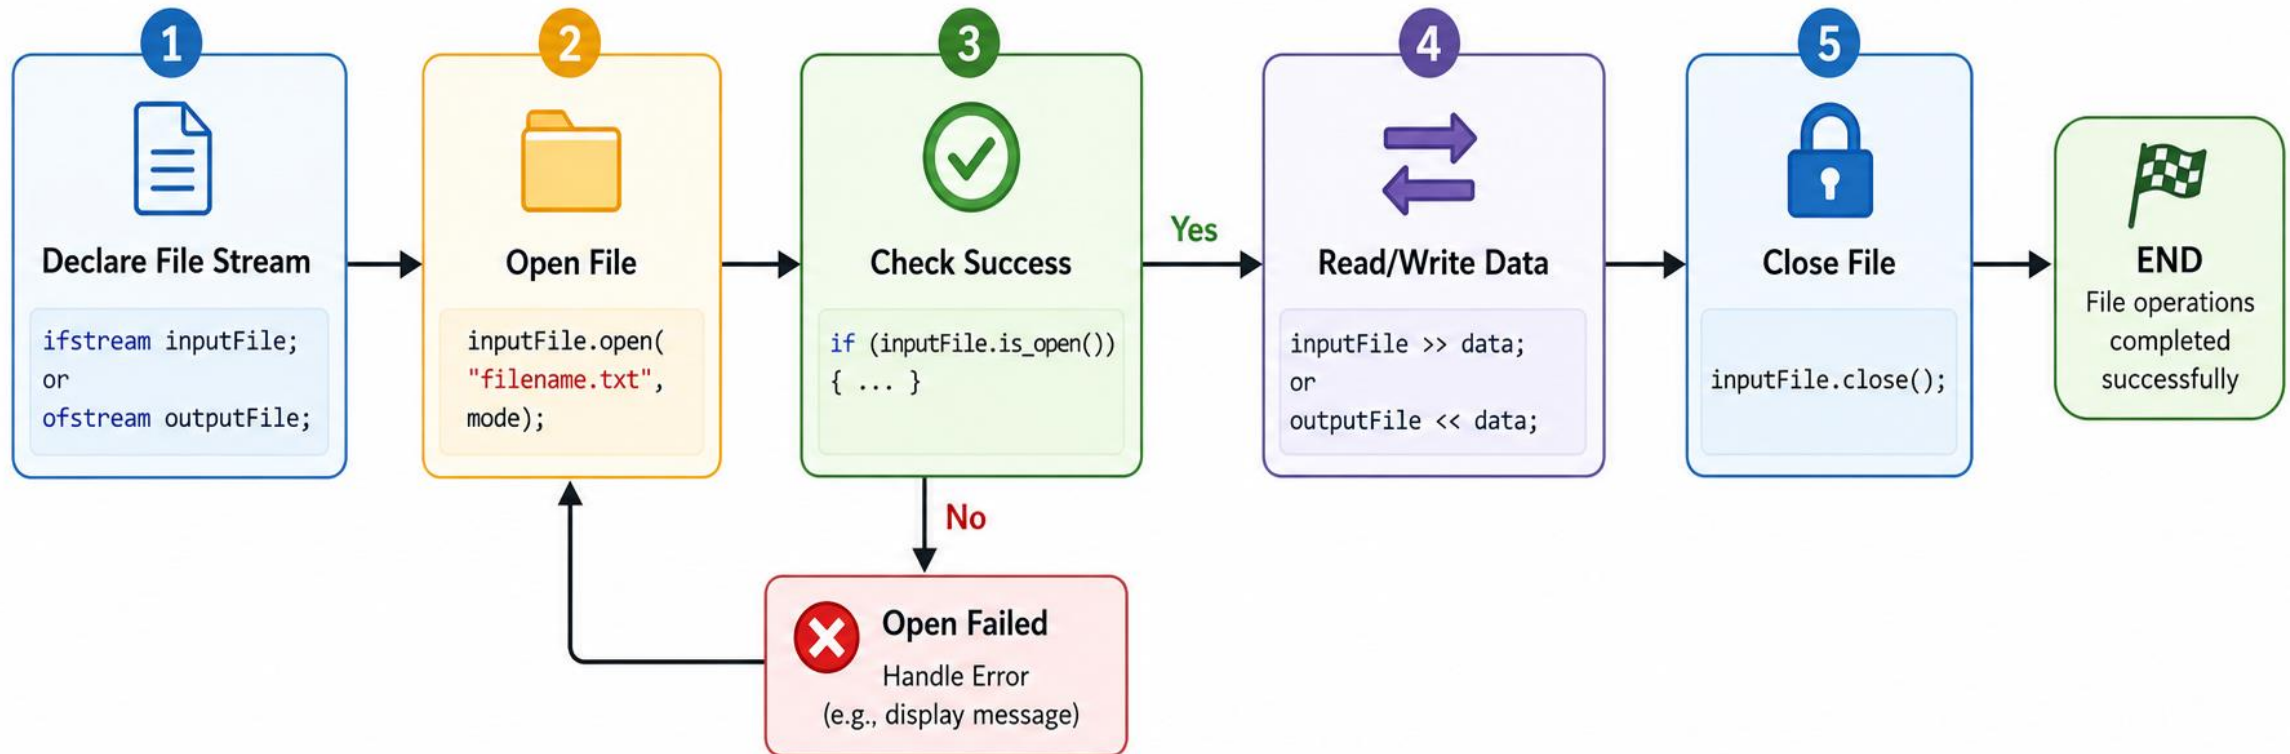 1
Declare File Stream
ifstream inputFile;
or
ofstream outputFile;
2
Open File
inputFile.open(
"filename.txt",
mode);
3
Check Success
if (inputFile.is_open())
{ ... }
Yes
No
4
Read/Write Data
inputFile >> data;
or
outputFile << data;
5
Close File
inputFile.close();
END
File operations
completed
successfully
Open Failed
Handle Error
(e.g., display message)